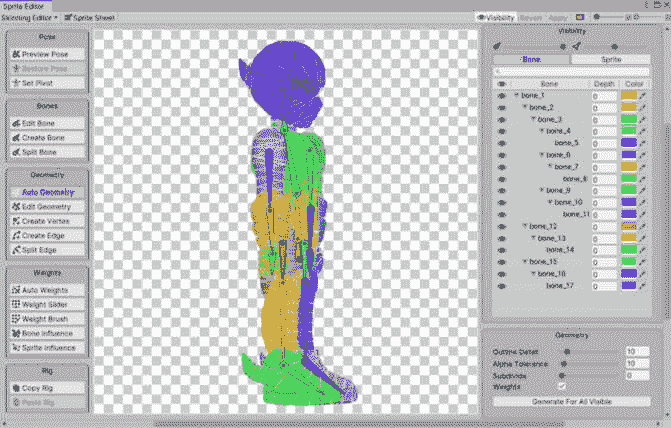 Sprite Editor
Skinning Editor Sprite Sheet Visibility Revert Apply
Pose
Preview Pose
Restore Pose
Set Pivot
Bones
Edit Bone
Create Bone
Split Bone
Geometry
Auto Geometry
Edit Geometry
Create Vertex
Create Edge
Split Edge
Weights
Auto Weights
Weight Slider
Weight Brush
Bone Influence
Sprite Influence
Rig
Copy Rig
Paste Rig
Visibility
Bone Sprite
Bone Depth Color
bone_1 0
bone_2 0
bone_3 0
bone_4 0
bone_5 0
bone_6 0
bone_7 0
bone_8 0
bone_9 0
bone_10 0
bone_11 0
bone_12 0
bone_13 0
bone_14 0
bone_15 0
bone_16 0
bone_17 0
Geometry
Outline Detail 10
Alpha Tolerance 10
Subdivide 0
Weights
Generate For All Visible